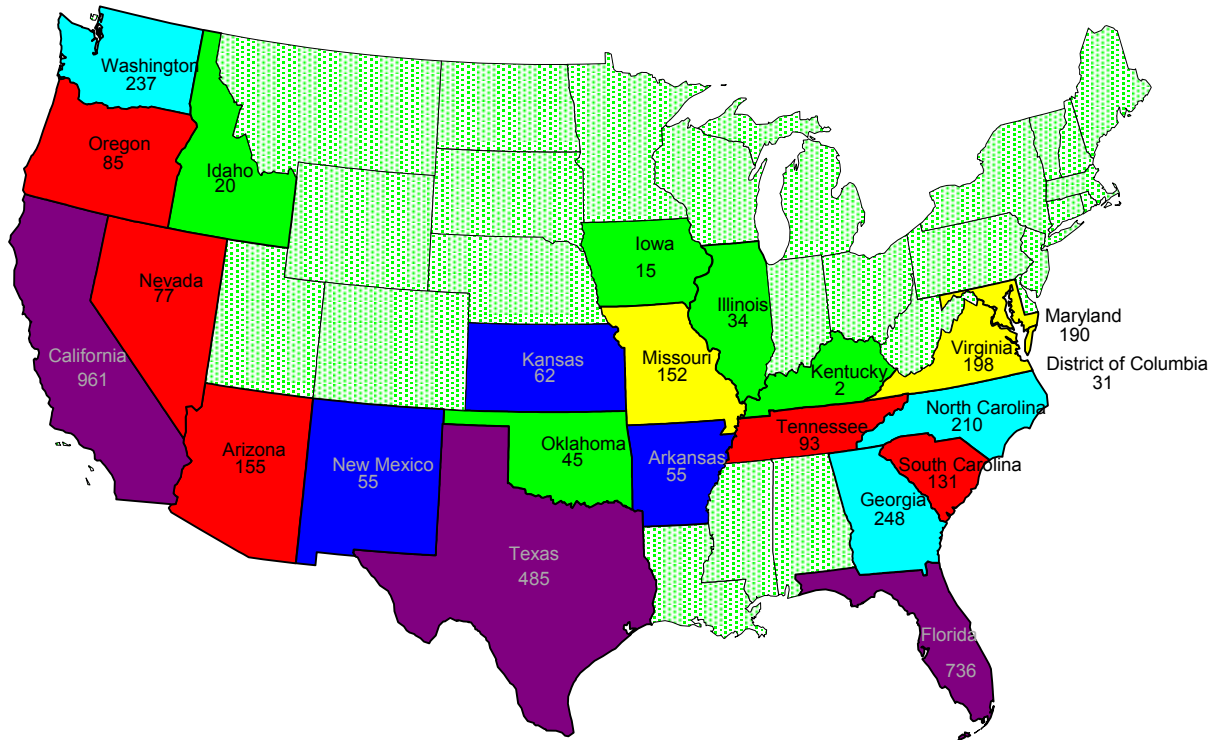 Washington
237
Oregon
85
Idaho
20
Nevada
77
California
961
Arizona
155
New Mexico
55
Texas
485
Oklahoma
45
Kansas
62
Iowa
15
Missouri
152
Illinois
34
Arkansas
55
Kentucky
2
Tennessee
93
Maryland
190
Virginia
198
District of Columbia
31
North Carolina
210
South Carolina
131
Georgia
248
Florida
736